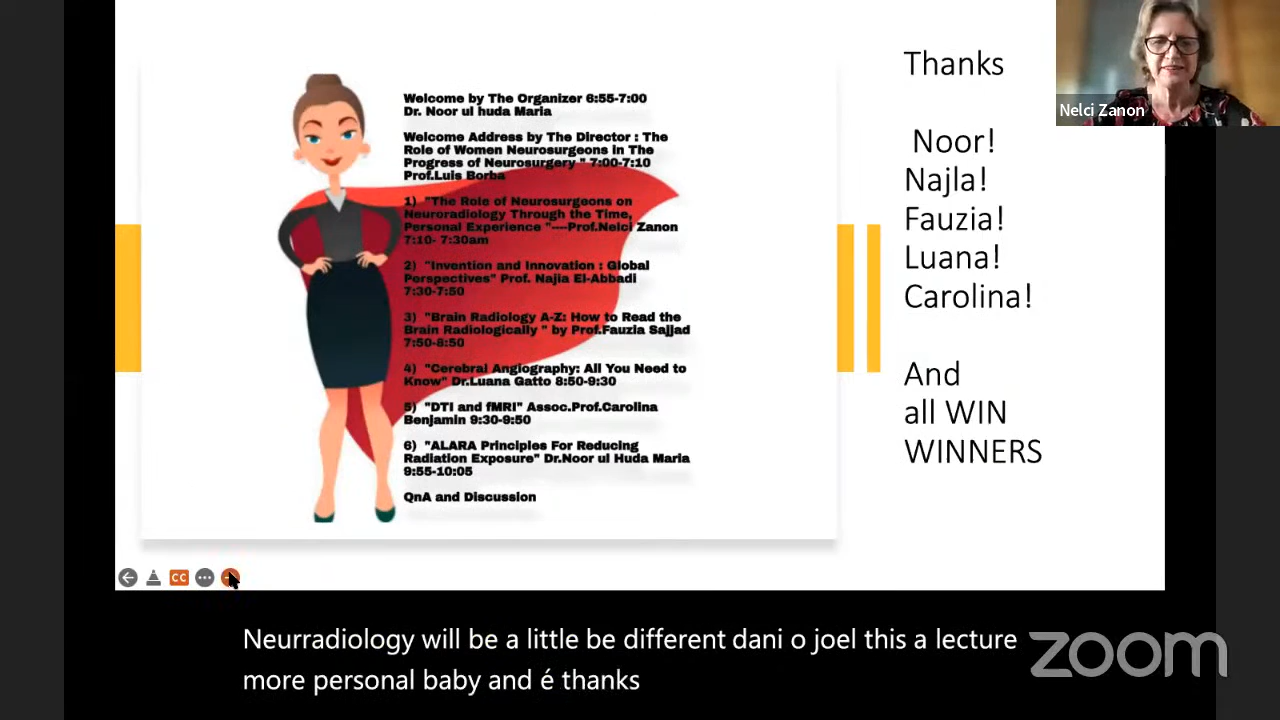 Welcome by The Organizer 6:55-7:00
Dr. Noor ul huda Maria
Welcome Address by The Director : The
Role of Women Neurosurgeons in The
Progress of Neurosurgery " 7:00-7:10
Prof.Luis Borba
1) "The Role of Neurosurgeons on
Neuroradiology Through the Time,
Personal Experience "----Prof.Nelci Zanon
7:10- 7:30am
2) "Invention and Innovation : Global
Perspectives" Prof. Najia El-Abbadi
7:30-7:50
3) "Brain Radiology A-Z: How to Read the
Brain Radiologically " by Prof.Fauzia Sajjad
7:50-8:50
4) "Cerebral Angiography: All You Need to
Know" Dr.Luana Gatto 8:50-9:30
5) "DTI and fMRI" Assoc.Prof.Carolina
Benjamin 9:30-9:50
6) "ALARA Principles For Reducing
Radiation Exposure" Dr.Noor ul Huda Maria
9:55-10:05
QnA and Discussion
Thanks
Noor!
Najla!
Fauzia!
Luana!
Carolina!
And
all WIN
WINNERS
Nelci Zanon
CC
Neurradiology will be a little be different dani o joel this a lecture
more personal baby and é thanks
zoom